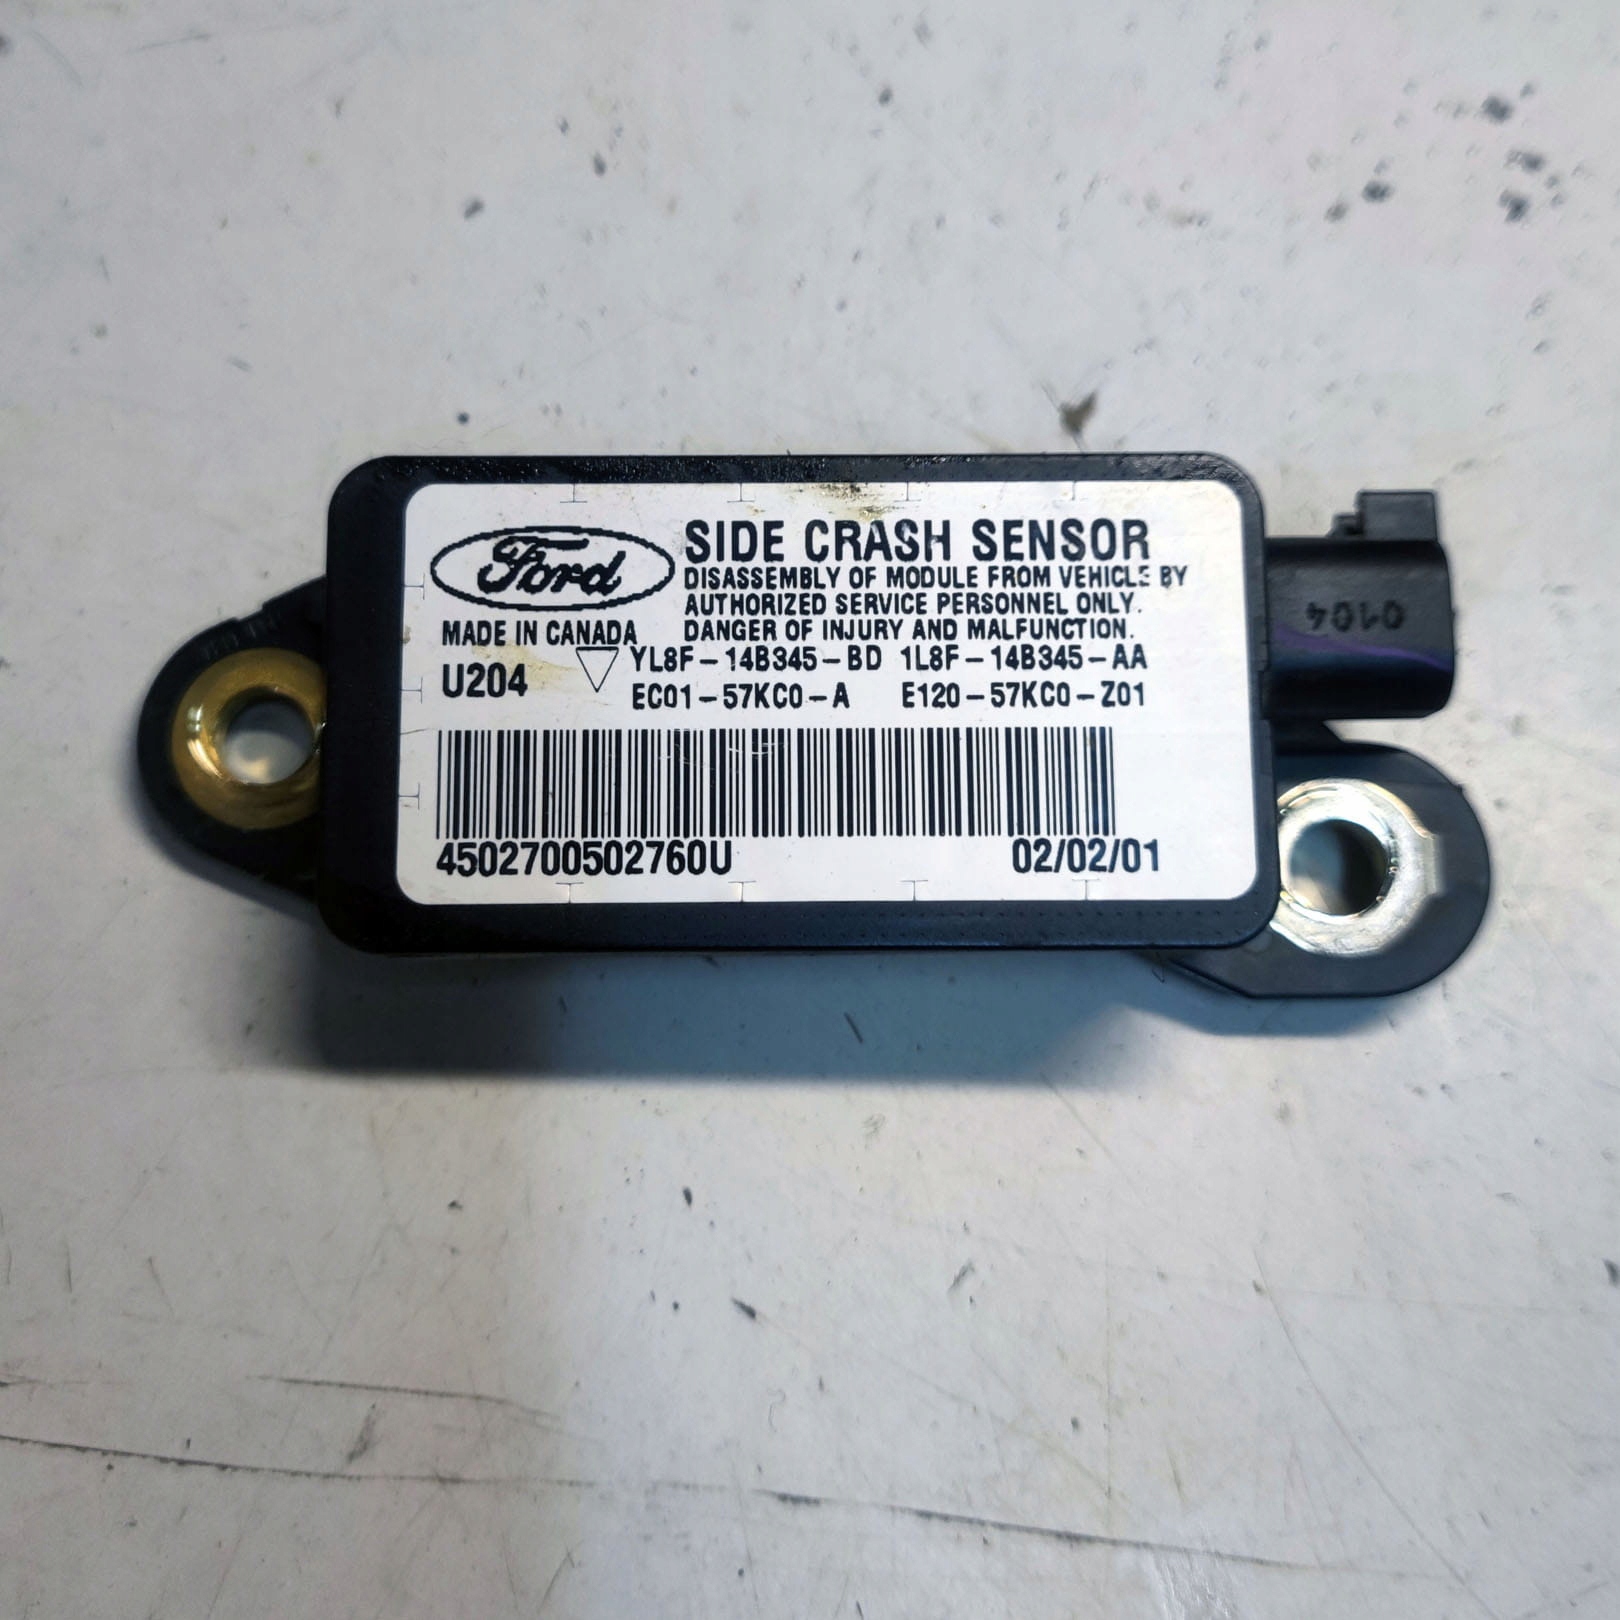 Ford
SIDE CRASH SENSOR
DISASSEMBLY OF MODULE FROM VEHICLE BY
AUTHORIZED SERVICE PERSONNEL ONLY.
DANGER OF INJURY AND MALFUNCTION.
MADE IN CANADA
U204
YL8F-14B345-BD 1L8F-14B345-AA
EC01-57KC0-A E120-57KC0-Z01
4502700502760U 02/02/01
0104